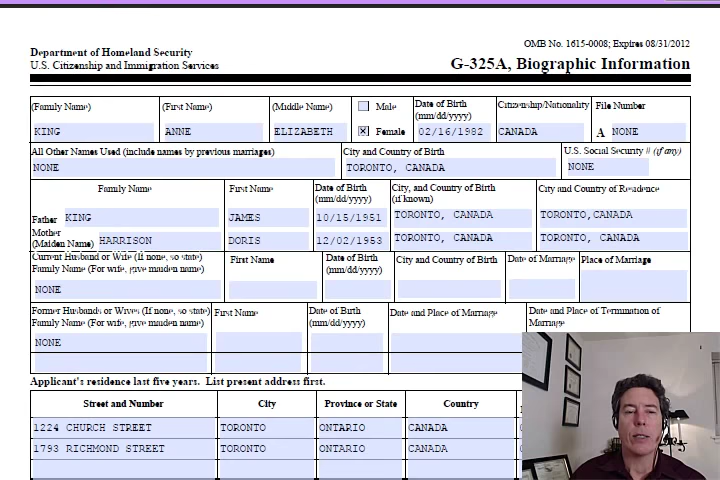 OMB No. 1615-0008; Expires 08/31/2012
Department of Homeland Security
U.S. Citizenship and Immigration Services
G-325A, Biographic Information
(Family Name) (First Name) (Middle Name) Male Date of Birth (mm/dd/yyyy) Citizenship/Nationality File Number
KING ANNE ELIZABETH Female 02/16/1982 CANADA A NONE
All Other Names Used (include names by previous marriages) City and Country of Birth U.S. Social Security # (if any)
NONE TORONTO, CANADA NONE
Family Name First Name Date of Birth (mm/dd/yyyy) City, and Country of Birth (if known) City and Country of Residence
Father KING JAMES 10/15/1951 TORONTO, CANADA TORONTO,CANADA
Mother (Maiden Name) HARRISON DORIS 12/02/1953 TORONTO, CANADA TORONTO, CANADA
Current Husband or Wife (If none, so state) Family Name (For wife, give maiden name) First Name Date of Birth (mm/dd/yyyy) City and Country of Birth Date of Marriage Place of Marriage
NONE
Former Husbands or Wives (If none, so state) Family Name (For wife, give maiden name) First Name Date of Birth (mm/dd/yyyy) Date and Place of Marriage Date and Place of Termination of Marriage
NONE
Applicant's residence last five years. List present address first.
Street and Number City Province or State Country
1224 CHURCH STREET TORONTO ONTARIO CANADA
1793 RICHMOND STREET TORONTO ONTARIO CANADA